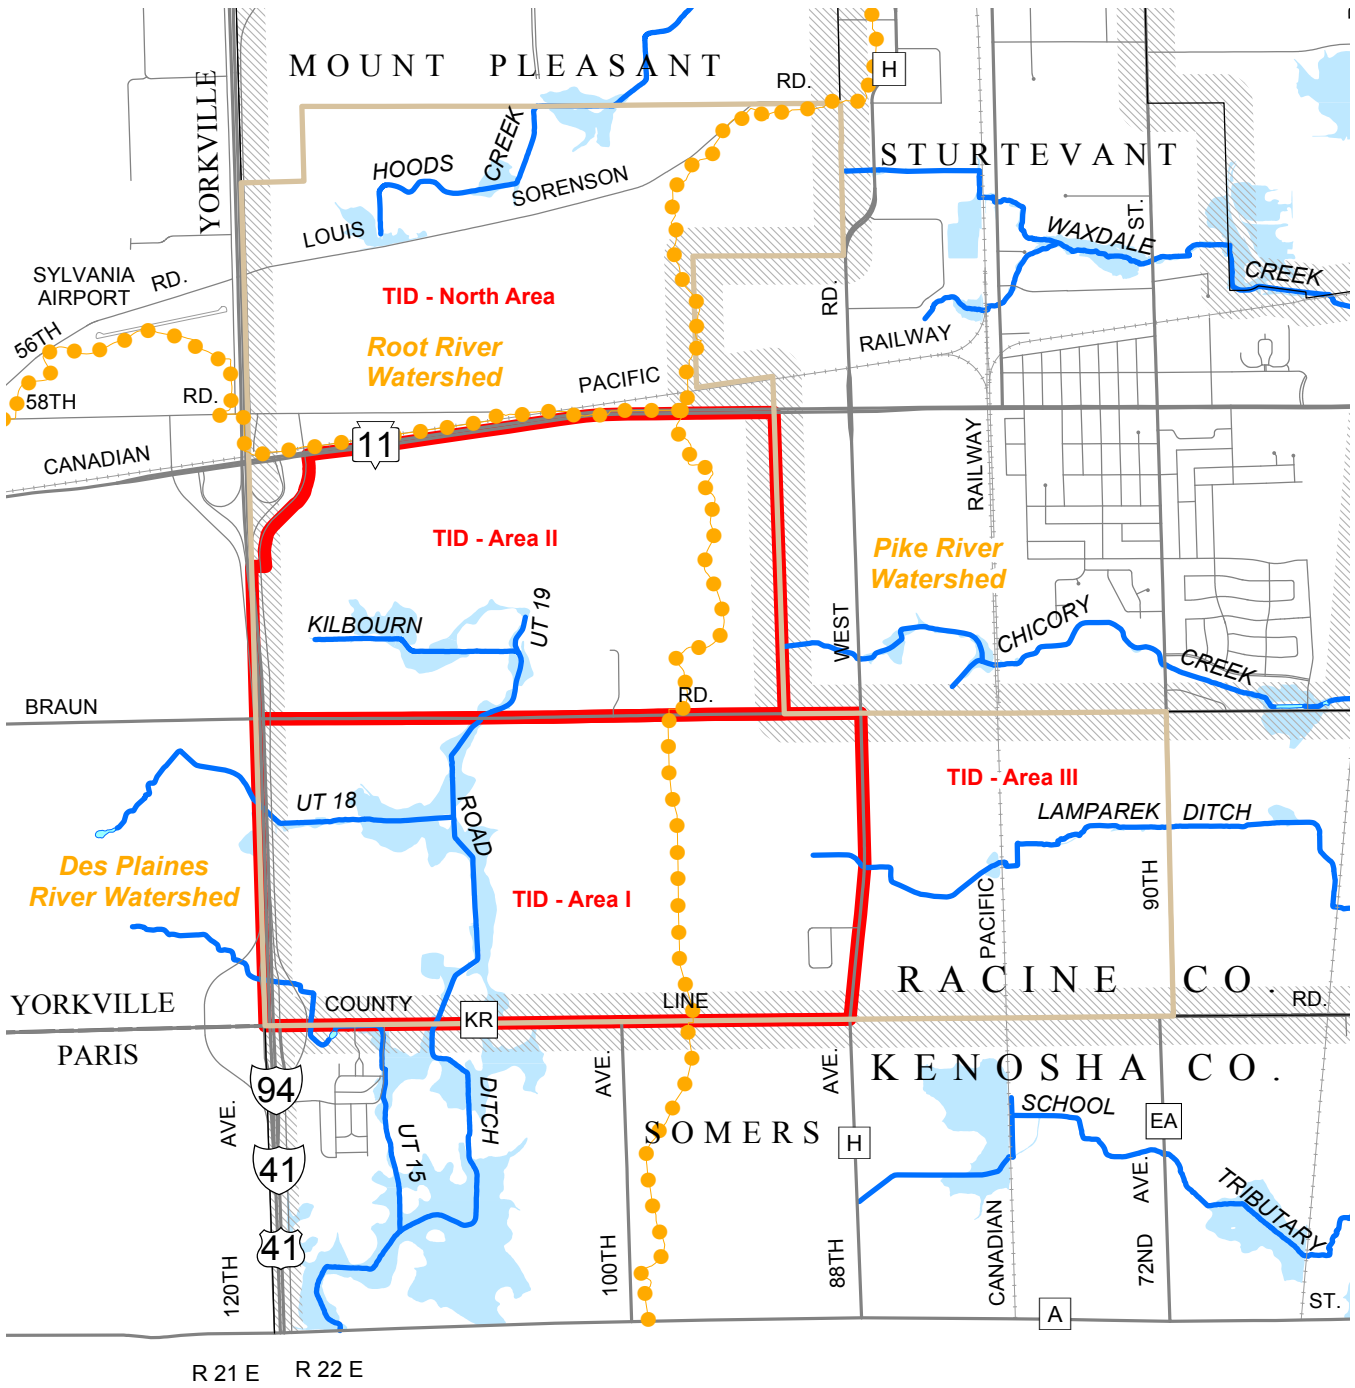 MOUNT PLEASANT
RD.
H
YORKVILLE
CREEK
HOODS
STURTEVANT
SORENSON
LOUIS
ST.
WAXDALE
CREEK
SYLVANIA
AIRPORT
RD.
TID - North Area
RD.
56TH
Root River
Watershed
RAILWAY
PACIFIC
58TH
RD.
CANADIAN
11
RAILWAY
TID - Area II
Pike River
Watershed
UT 19
KILBOURN
WEST
CHICORY
CREEK
BRAUN
RD.
TID - Area III
UT 18
ROAD
LAMPAREK DITCH
Des Plaines
River Watershed
TID - Area I
PACIFIC
90TH
RACINE CO.
YORKVILLE
COUNTY
KR
LINE
RD.
PARIS
AVE.
AVE.
KENOSHA CO.
94
AVE.
DITCH
SCHOOL
SOMERS
H
EA
41
UT 15
AVE.
TRIBUTARY
41
120TH
100TH
88TH
CANADIAN
72ND
A
ST.
R 21 E
R 22 E